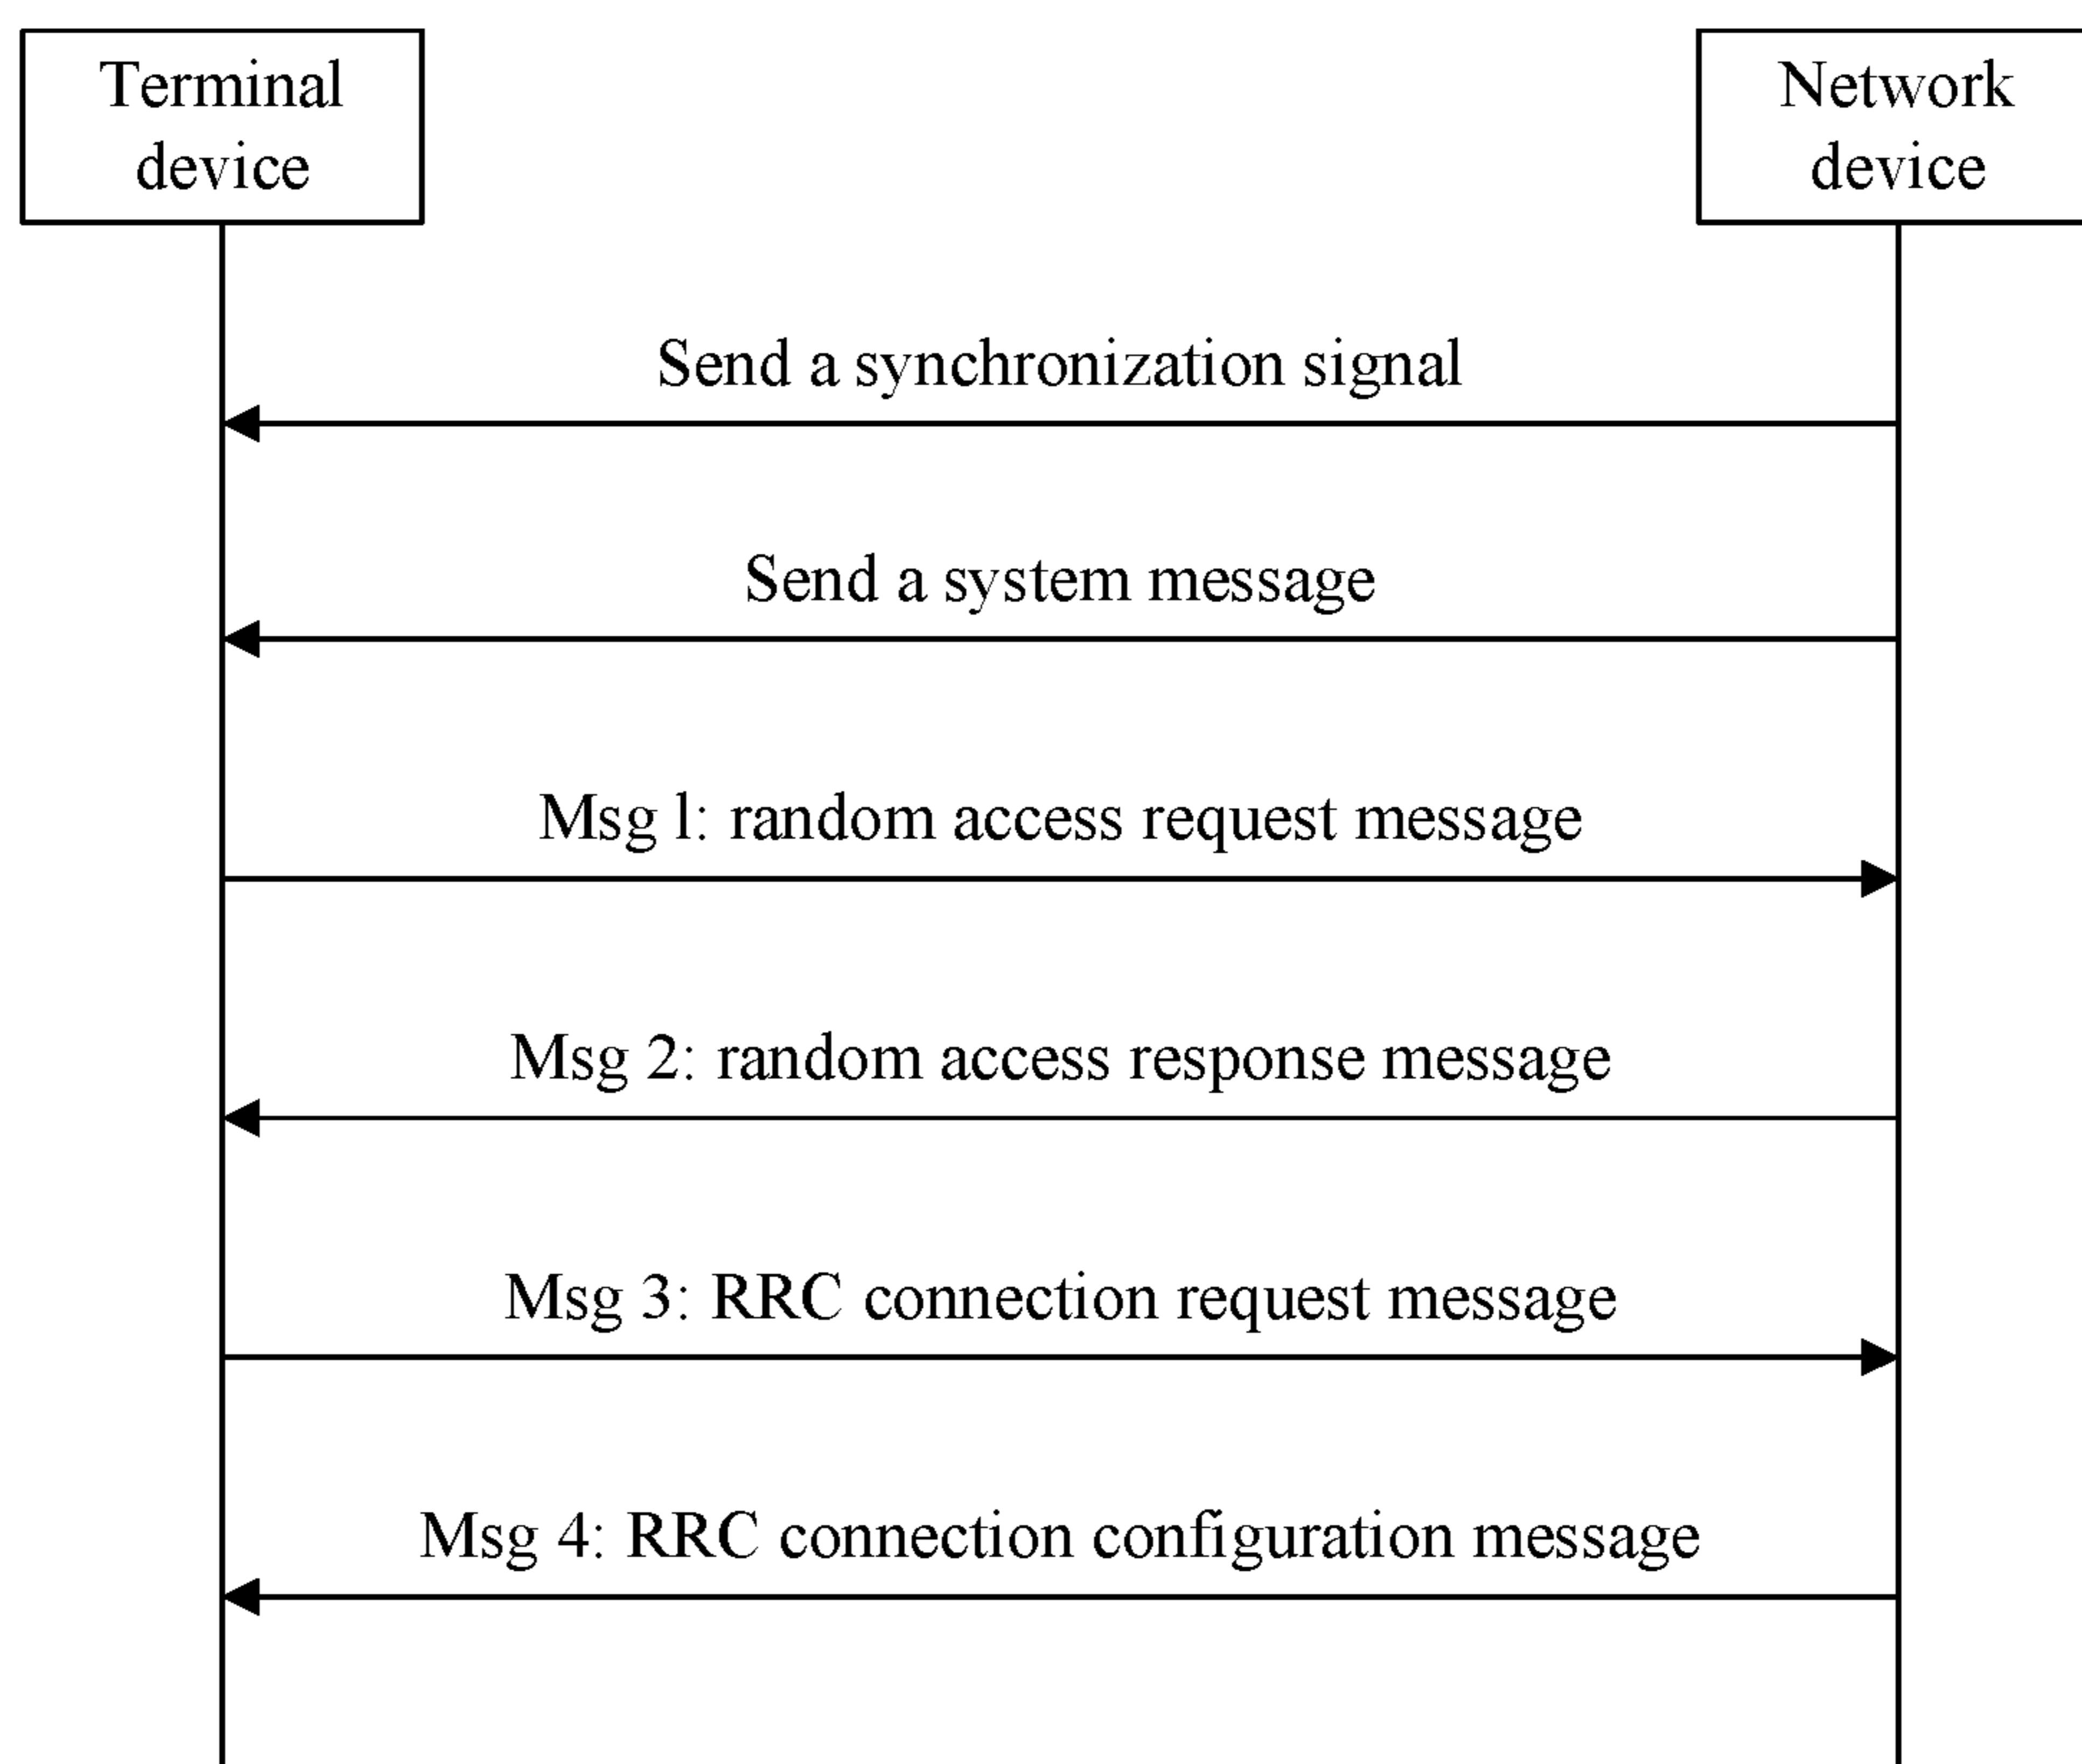 Terminal
device
Network
device
Send a synchronization signal
Send a system message
Msg 1: random access request message
Msg 2: random access response message
Msg 3: RRC connection request message
Msg 4: RRC connection configuration message